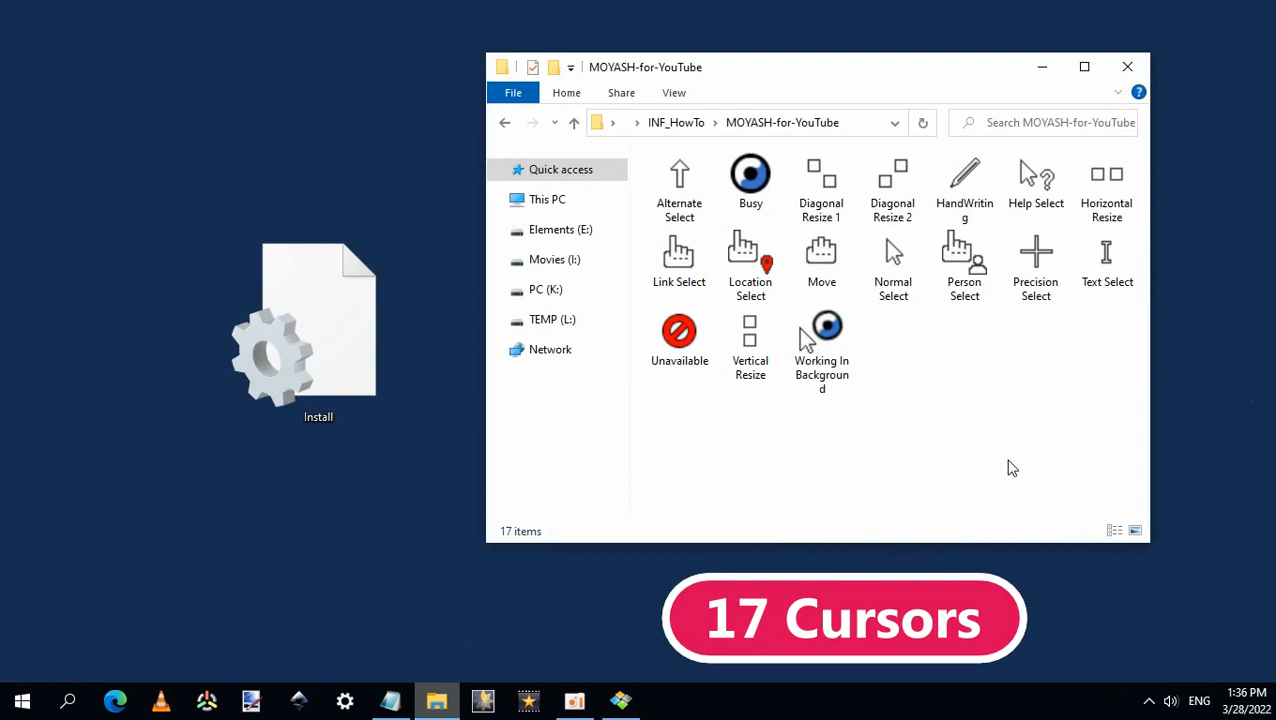 MOYASH-for-YouTube
File Home Share View
INF_HowTo MOYASH-for-YouTube
Search MOYASH-for-YouTube
Quick access
This PC
Elements (E:)
Movies (I:)
PC (K:)
TEMP (L:)
Network
Alternate
Select
Busy
Diagonal
Resize 1
Diagonal
Resize 2
HandWritin
g
Help Select
Horizontal
Resize
Link Select
Location
Select
Move
Normal
Select
Person
Select
Precision
Select
Text Select
Unavailable
Vertical
Resize
Working In
Backgroun
d
17 items
Install
17 Cursors
ENG
1:36 PM
3/28/2022